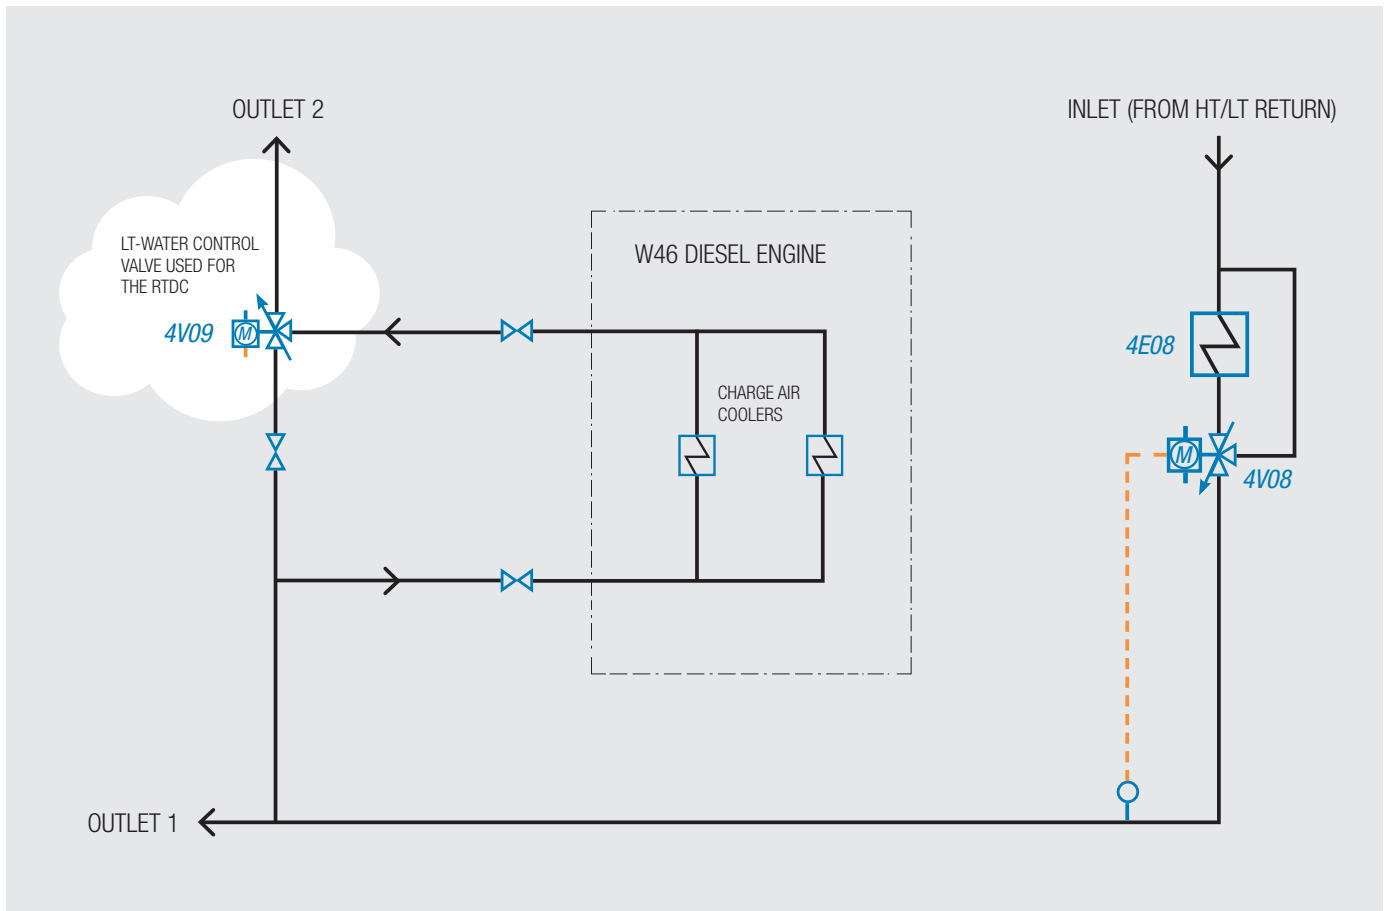 OUTLET 2
INLET (FROM HT/LT RETURN)
LT-WATER CONTROL
VALVE USED FOR
THE RTDC
W46 DIESEL ENGINE
4V09
M
4E08
CHARGE AIR
COOLERS
M
4V08
OUTLET 1